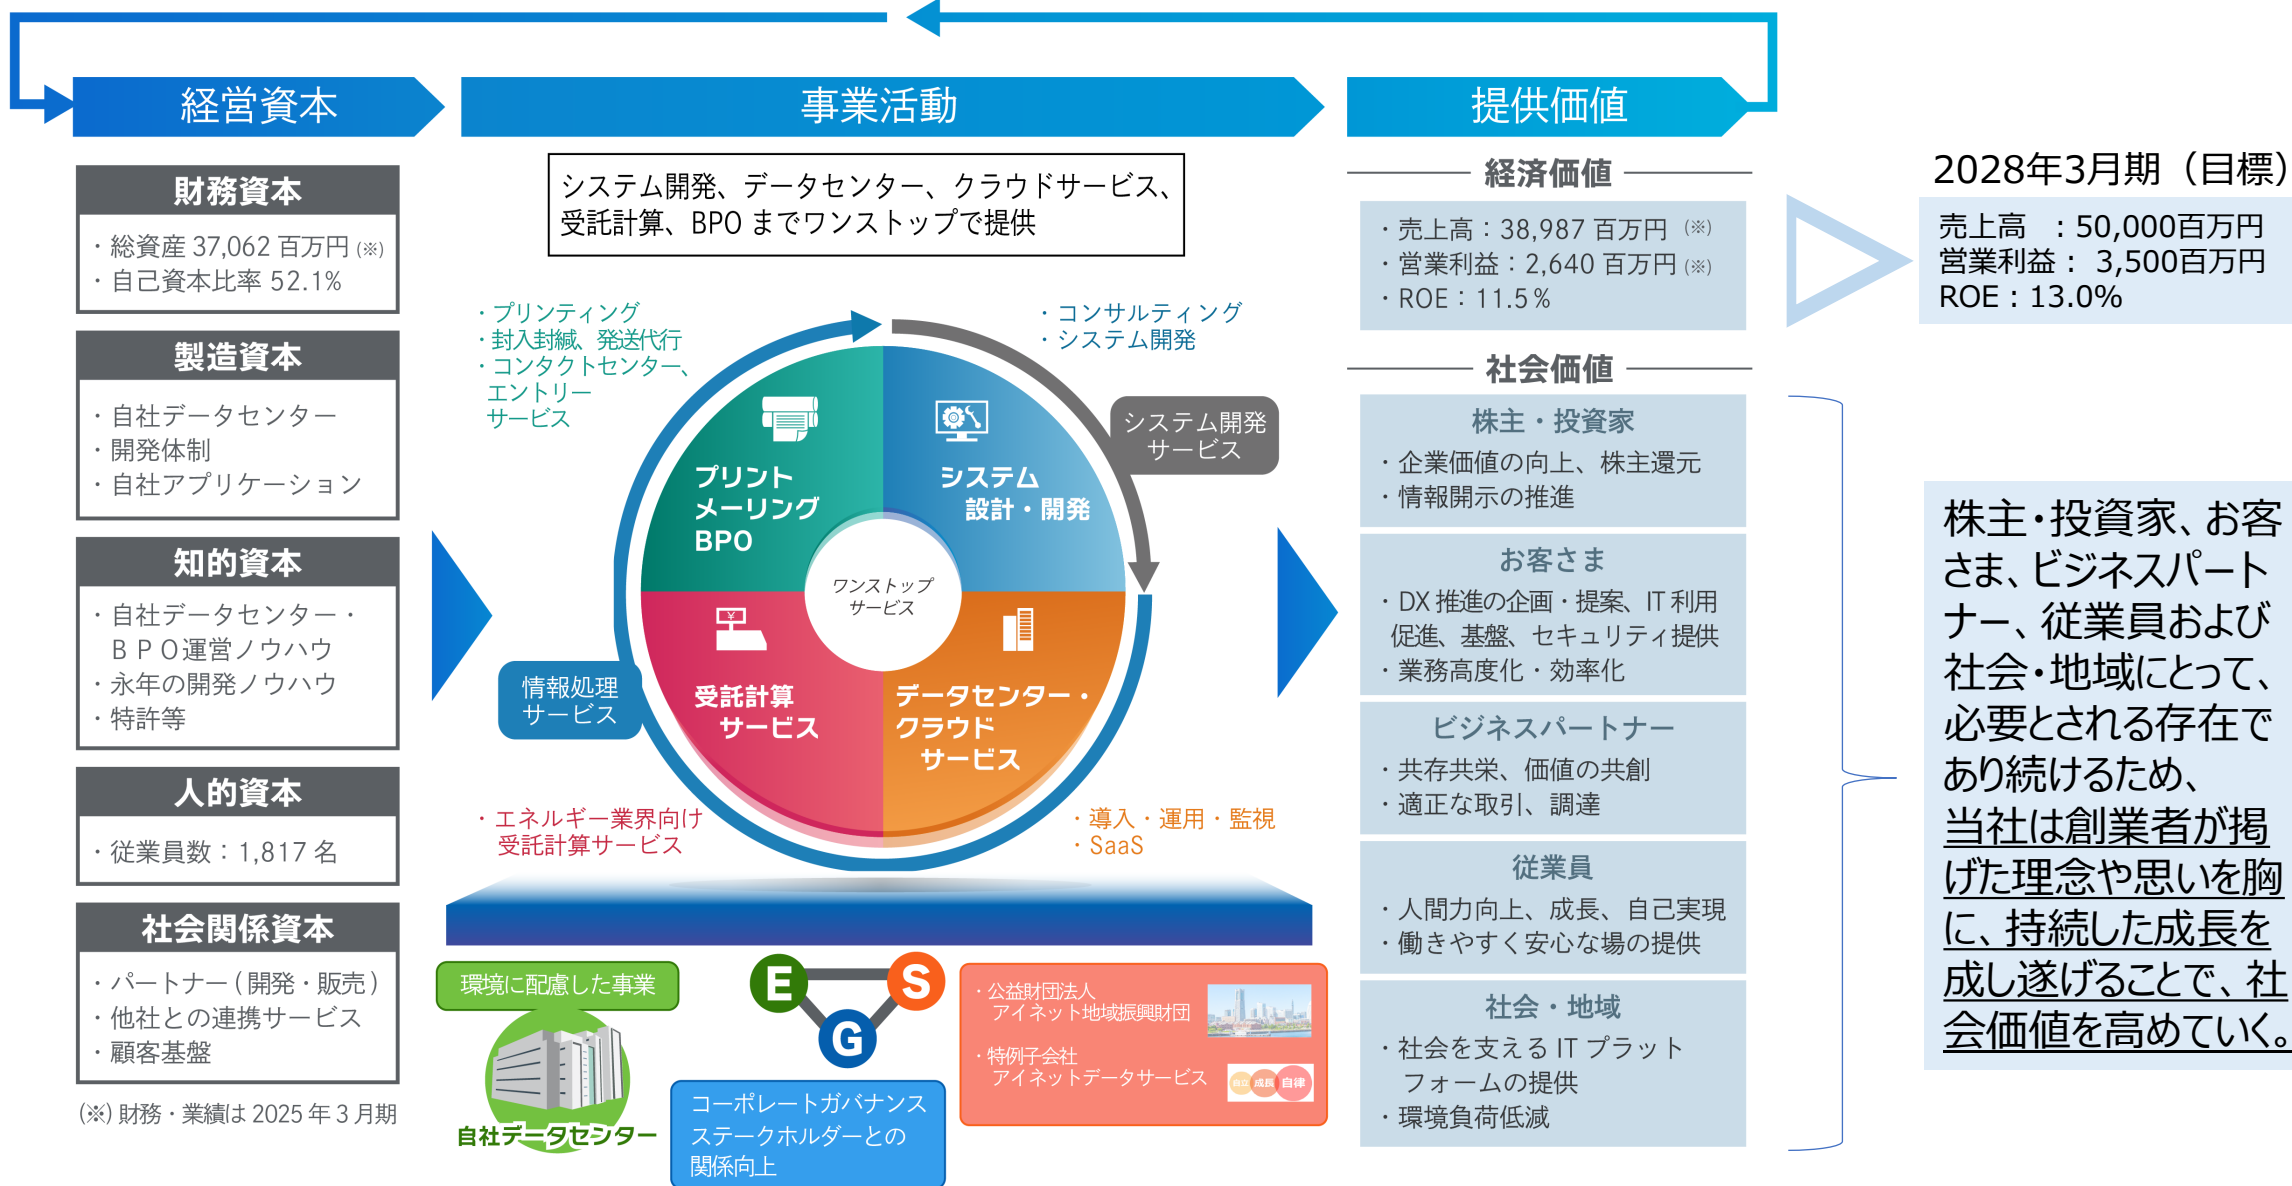 経営資本
事業活動
提供価値
財務資本
・総資産 37,062 百万円 (※)
・自己資本比率 52.1%
製造資本
・自社データセンター
・開発体制
・自社アプリケーション
知的資本
・自社データセンター・
ＢＰＯ運営ノウハウ
・永年の開発ノウハウ
・特許等
人的資本
・従業員数：1,817 名
社会関係資本
・パートナー ( 開発・販売 )
・他社との連携サービス
・顧客基盤
(※) 財務・業績は 2025 年 3 月期
システム開発、データセンター、クラウドサービス、
受託計算、BPO までワンストップで提供
・プリンティング
・封入封緘、発送代行
・コンタクトセンター、
エントリー
サービス
・コンサルティング
・システム開発
システム開発
サービス
プリント
メーリング
BPO
システム
設計・開発
ワンストップ
サービス
情報処理
サービス
受託計算
サービス
データセンター・
クラウド
サービス
・エネルギー業界向け
受託計算サービス
・導入・運用・監視
・SaaS
環境に配慮した事業
自社データセンター
E
S
G
コーポレートガバナンス
ステークホルダーとの
関係向上
・公益財団法人
アイネット地域振興財団
・特例子会社
アイネットデータサービス
自立 成長 自律
経済価値
・売上高：38,987 百万円 (※)
・営業利益：2,640 百万円 (※)
・ROE：11.5％
社会価値
株主・投資家
・企業価値の向上、株主還元
・情報開示の推進
お客さま
・DX 推進の企画・提案、IT 利用
促進、基盤、セキュリティ提供
・業務高度化・効率化
ビジネスパートナー
・共存共栄、価値の共創
・適正な取引、調達
従業員
・人間力向上、成長、自己実現
・働きやすく安心な場の提供
社会・地域
・社会を支える IT プラット
フォームの提供
・環境負荷低減
2028年3月期（目標）
売上高　：50,000百万円
営業利益： 3,500百万円
ROE：13.0%
株主・投資家、お客
さま、ビジネスパート
ナー、従業員および
社会・地域にとって、
必要とされる存在で
あり続けるため、
当社は創業者が掲
げた理念や思いを胸
に、持続した成長を
成し遂げることで、社
会価値を高めていく。